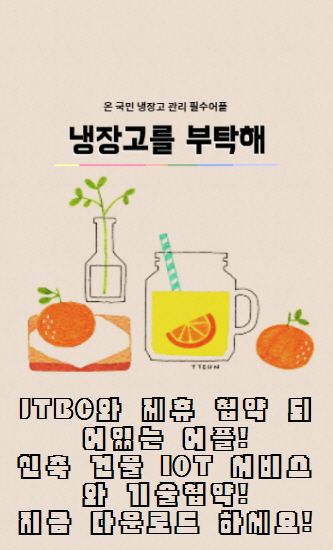 온 국민 냉장고 관리 필수어플
냉장고를 부탁해
TTEUM
ITBC와 제휴 협약 되
어있는 어플!
신축 건물 IOT 서비스
와 기술협약!
지금 다운로드 하세요!